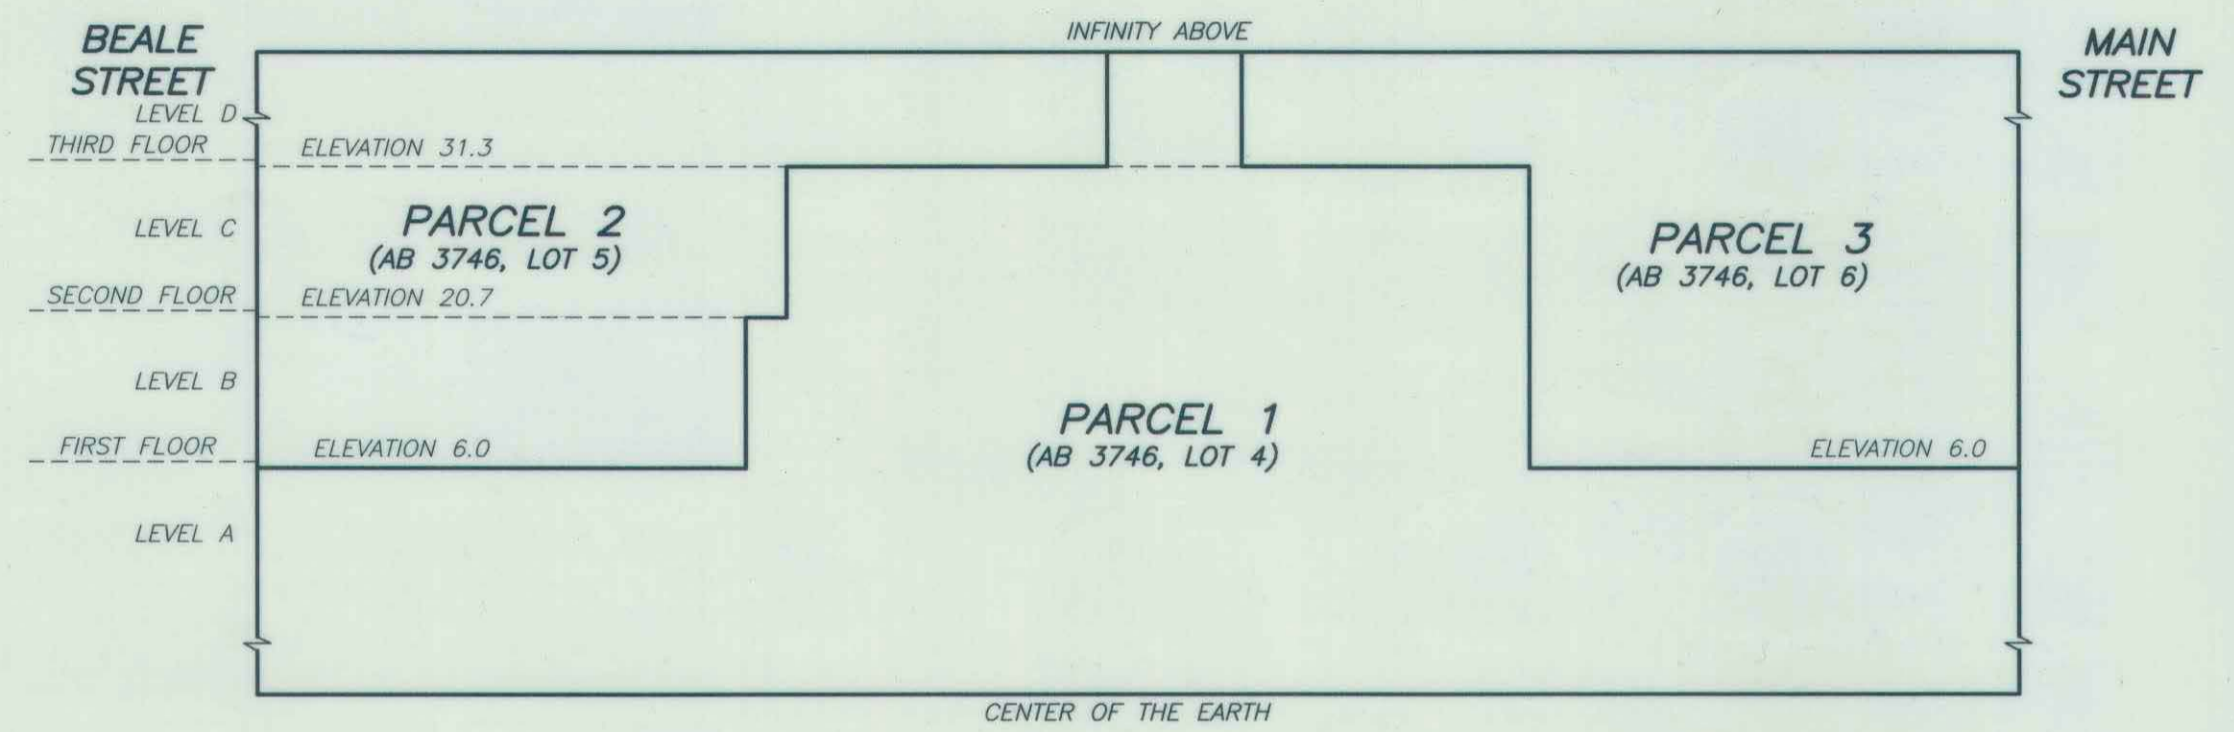 INFINITY ABOVE
BEALE
STREET
MAIN
STREET
LEVEL D
THIRD FLOOR
ELEVATION 31.3
PARCEL 2
(AB 3746, LOT 5)
LEVEL C
PARCEL 3
(AB 3746, LOT 6)
SECOND FLOOR
ELEVATION 20.7
LEVEL B
PARCEL 1
(AB 3746, LOT 4)
FIRST FLOOR
ELEVATION 6.0
ELEVATION 6.0
LEVEL A
CENTER OF THE EARTH